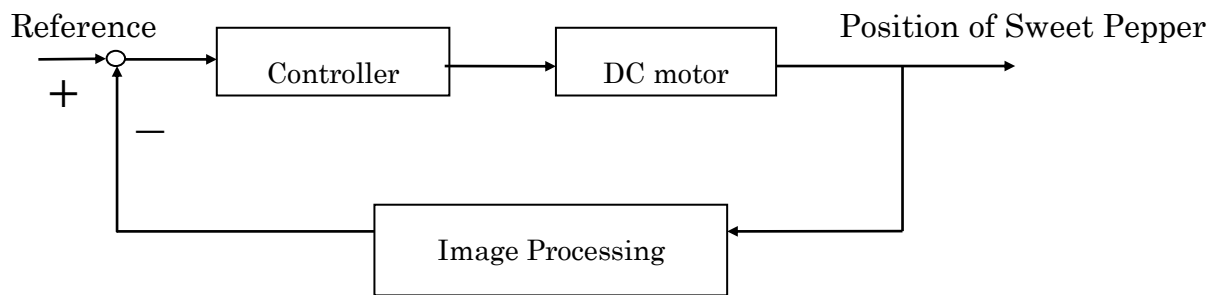 Reference
Position of Sweet Pepper
Controller
DC motor
+
−
Image Processing